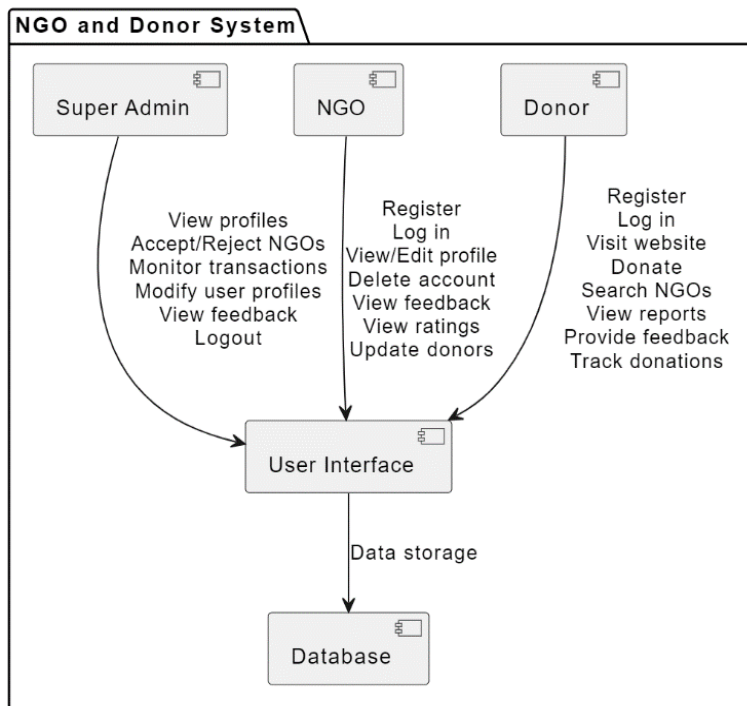 NGO and Donor System
Super Admin
NGO
Donor
View profiles
Accept/Reject NGOs
Monitor transactions
Modify user profiles
View feedback
Logout
Register
Log in
View/Edit profile
Delete account
View feedback
View ratings
Update donors
Register
Log in
Visit website
Donate
Search NGOs
View reports
Provide feedback
Track donations
User Interface
Data storage
Database